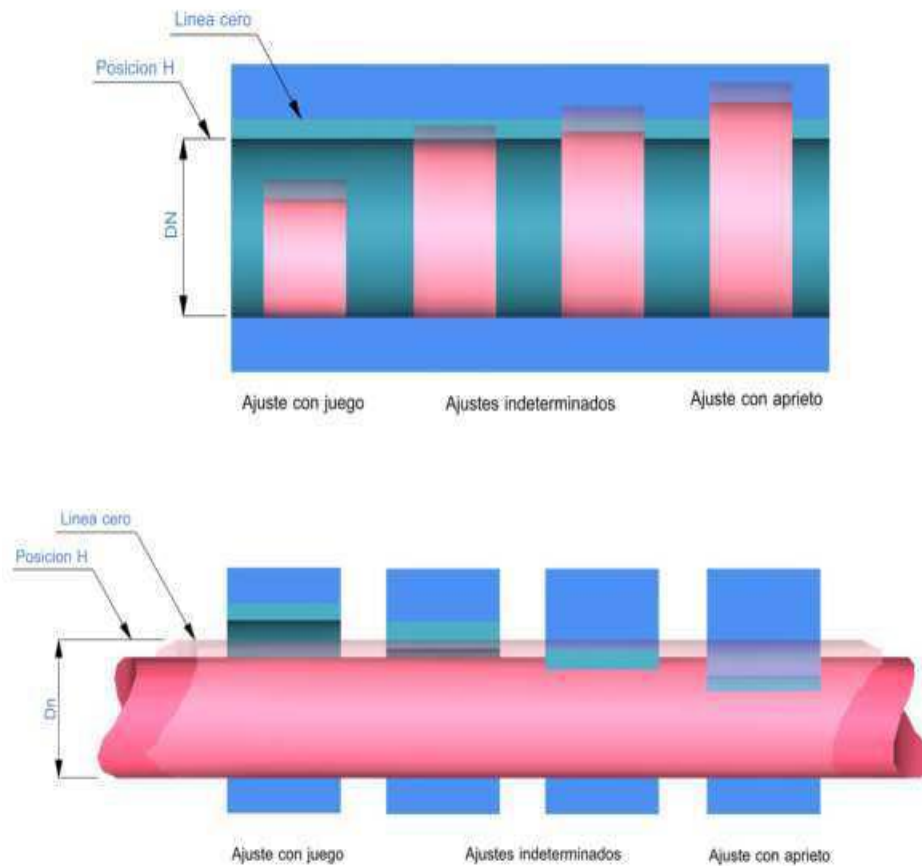 Linea cero
Posicion H
DN
Ajuste con juego
Ajustes indeterminados
Ajuste con aprieto
Linea cero
Posicion H
Dn
Ajuste con juego
Ajustes indeterminados
Ajuste con aprieto